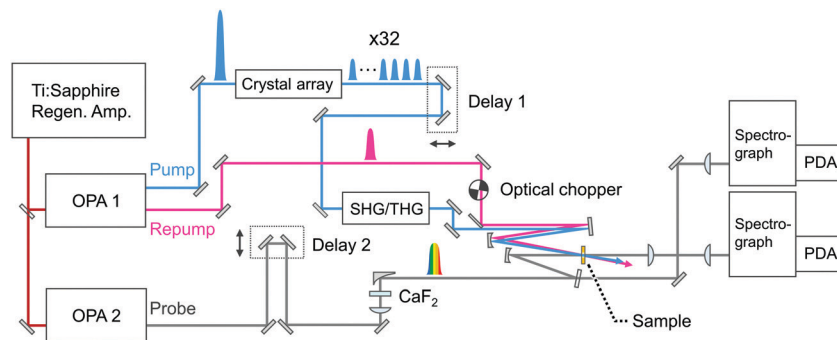 x32
Ti:Sapphire
Regen. Amp.
Crystal array
Delay 1
Spectro-
graph
PDA
Pump
OPA 1
Repump
Optical chopper
SHG/THG
Delay 2
Spectro-
graph
PDA
OPA 2
Probe
CaF₂
Sample